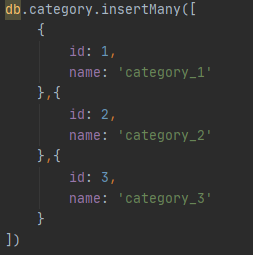 db.category.insertMany([
    {
        id: 1,
        name: 'category_1'
    },{
        id: 2,
        name: 'category_2'
    },{
        id: 3,
        name: 'category_3'
    }
])